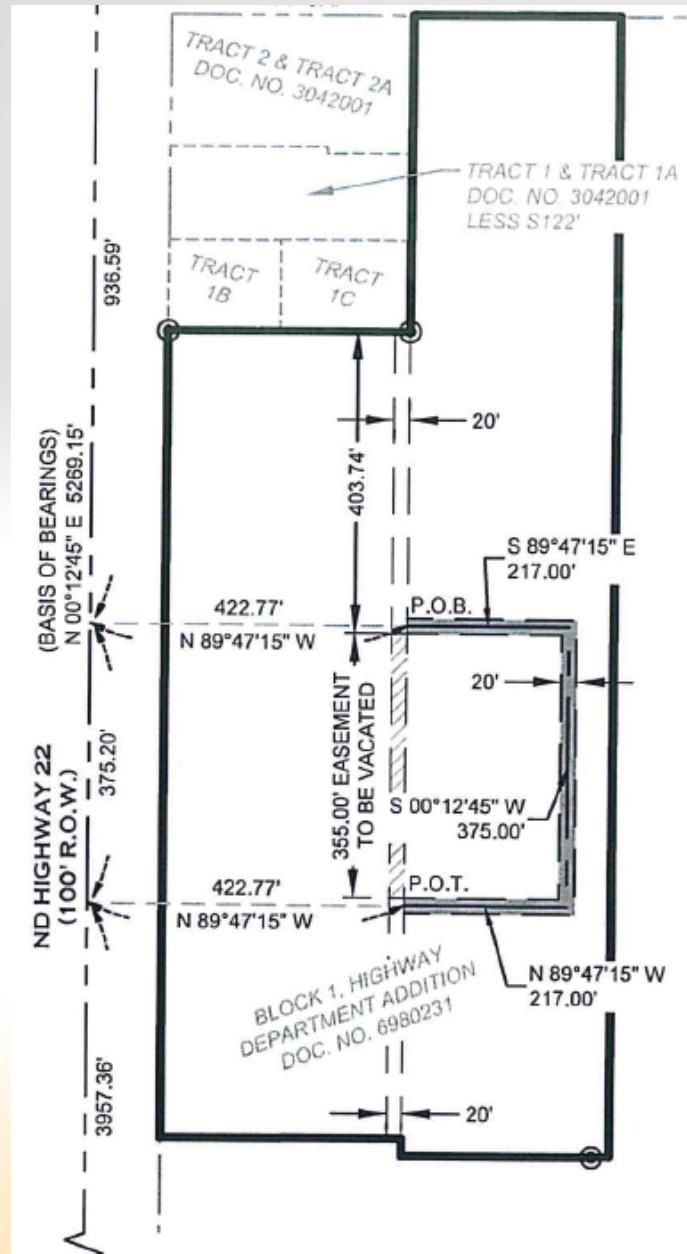 TRACT 2 & TRACT 2A
DOC. NO. 3042001
TRACT 1 & TRACT 1A
DOC. NO. 3042001
LESS S122'
TRACT
1B
TRACT
1C
936.59'
20'
403.74'
(BASIS OF BEARINGS)
N 00°12'45" E 5269.15'
S 89°47'15" E
217.00'
P.O.B.
422.77'
N 89°47'15" W
20'
355.00' EASEMENT
TO BE VACATED
375.20'
S 00°12'45" W
375.00'
ND HIGHWAY 22
(100' R.O.W.)
422.77'
N 89°47'15" W
P.O.T.
N 89°47'15" W
217.00'
BLOCK 1, HIGHWAY
DEPARTMENT ADDITION
DOC. NO. 6980231
3957.36'
20'